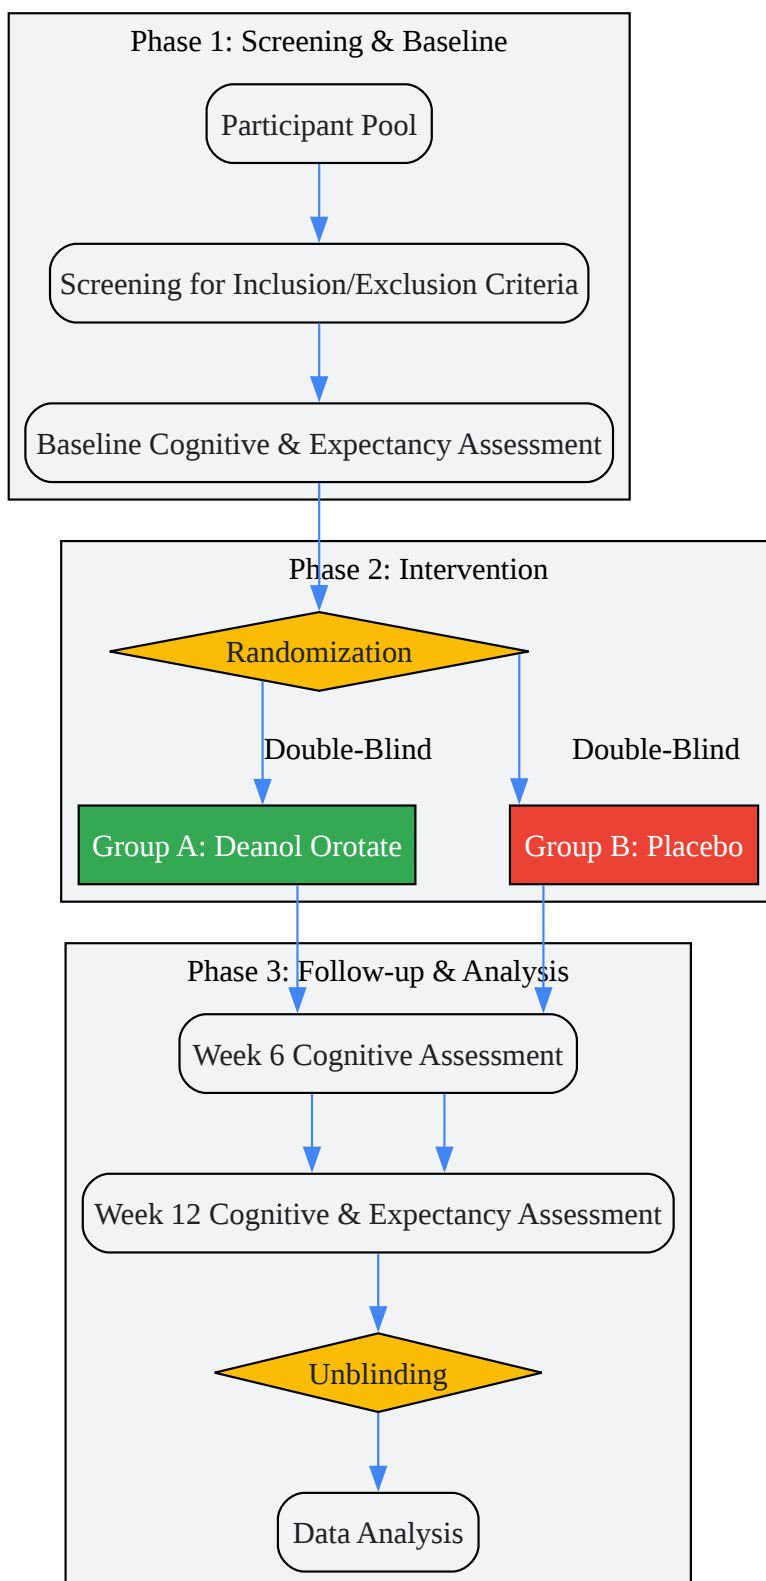 Phase 1: Screening & Baseline
Participant Pool
Screening for Inclusion/Exclusion Criteria
Baseline Cognitive & Expectancy Assessment
Phase 2: Intervention
Randomization
Double-Blind
Double-Blind
Group A: Deanol Orotate
Group B: Placebo
Phase 3: Follow-up & Analysis
Week 6 Cognitive Assessment
Week 12 Cognitive & Expectancy Assessment
Unblinding
Data Analysis